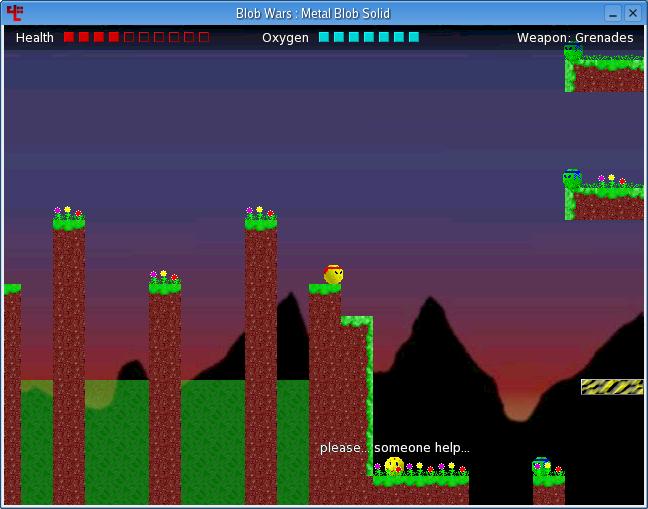 Blob Wars : Metal Blob Solid
Health Oxygen Weapon: Grenades
please... someone help...